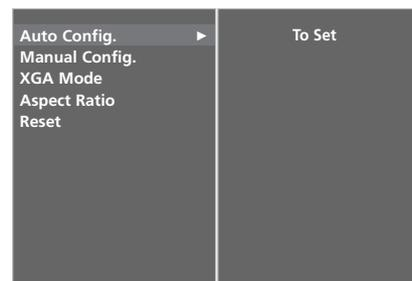 Auto Config. ► To Set
Manual Config.
XGA Mode
Aspect Ratio
Reset